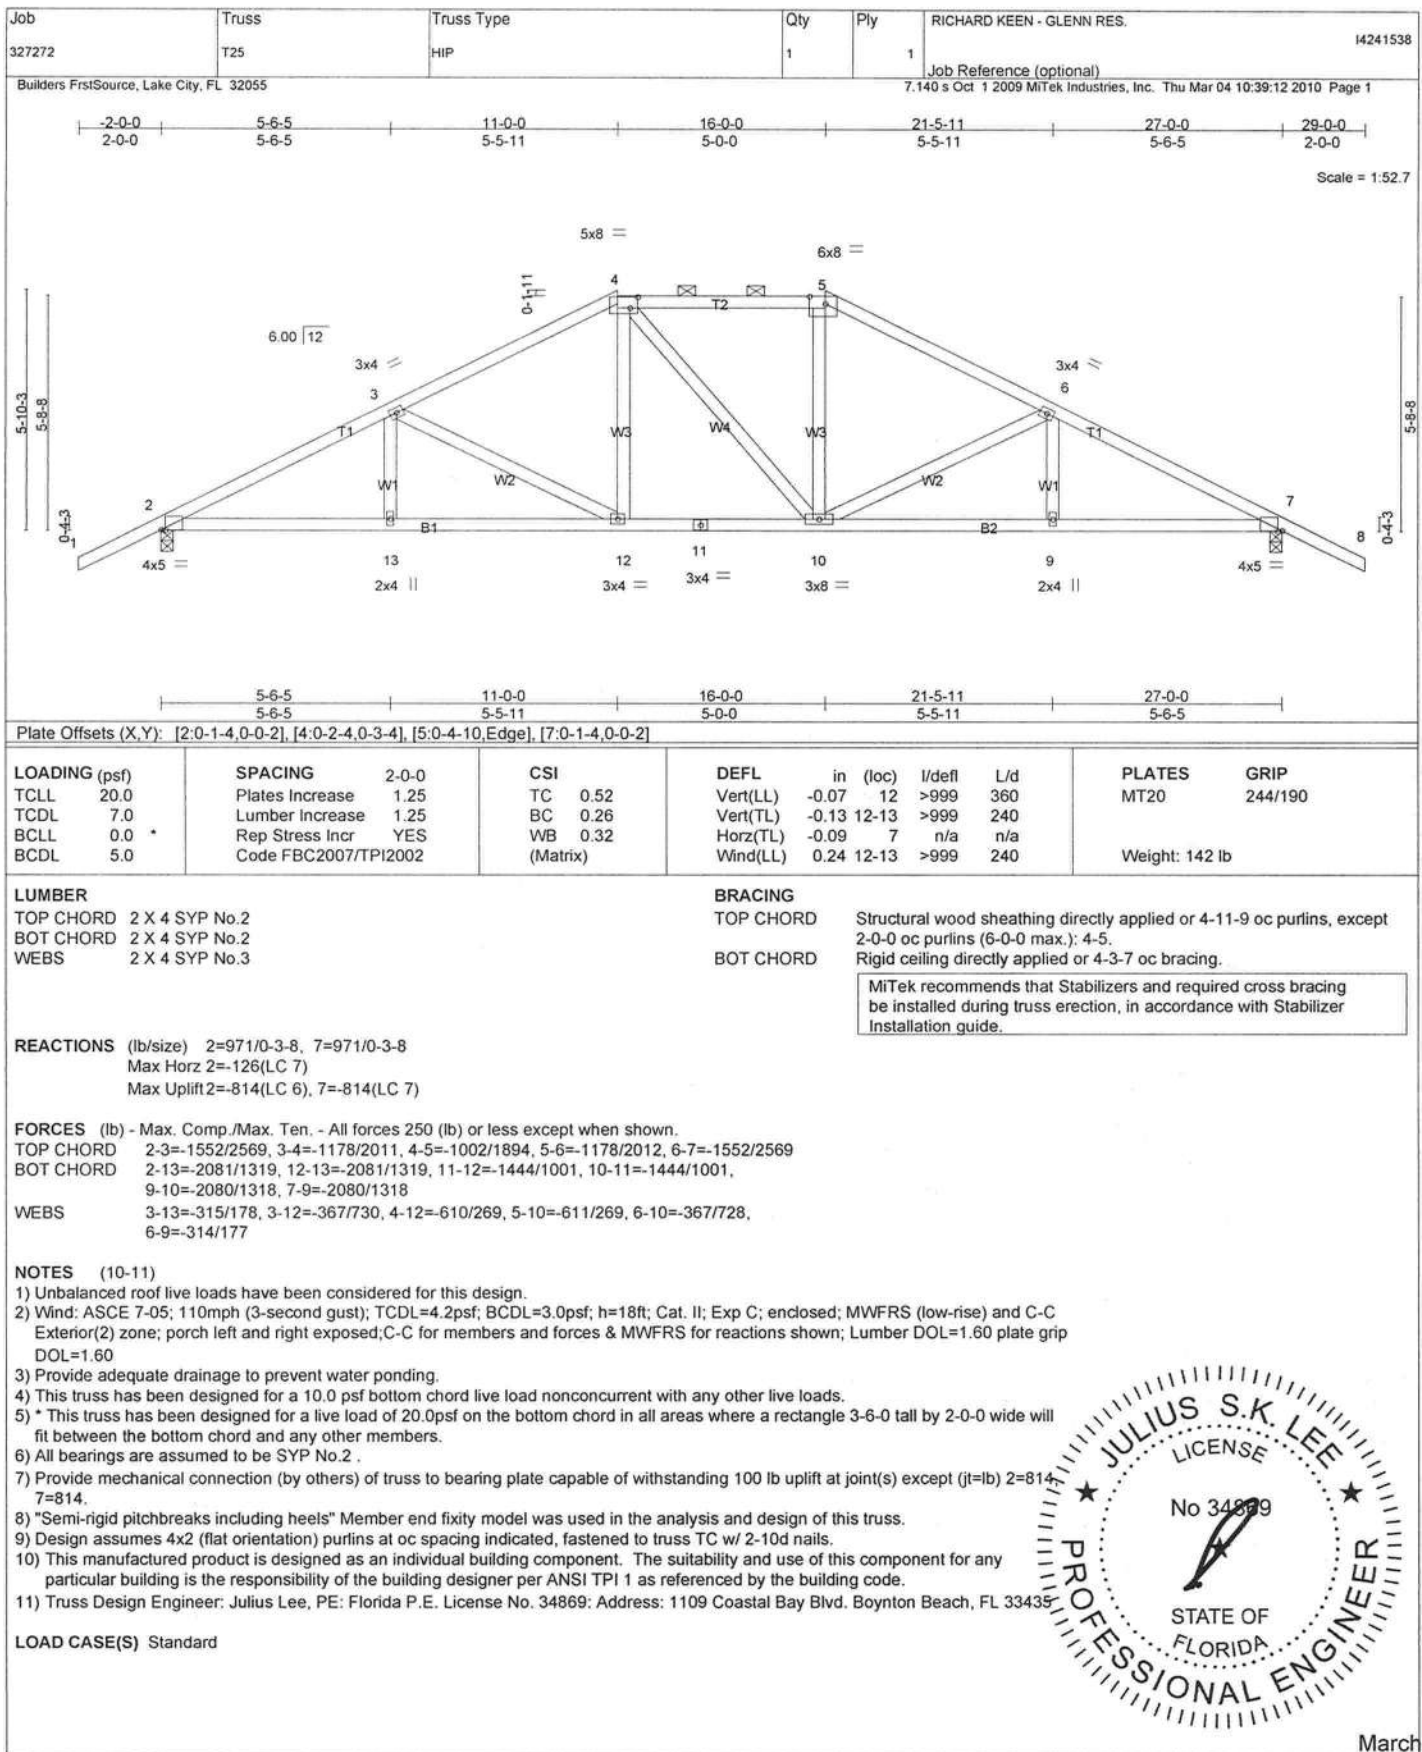 Job Truss Truss Type Qty Ply RICHARD KEEN - GLENN RES.
I4241538
327272 T25 HIP 1 1
Job Reference (optional)
Builders FrstSource, Lake City, FL 32055 7.140 s Oct 1 2009 MiTek Industries, Inc. Thu Mar 04 10:39:12 2010 Page 1
-2-0-0 5-6-5 11-0-0 16-0-0 21-5-11 27-0-0 29-0-0
2-0-0 5-6-5 5-5-11 5-0-0 5-5-11 5-6-5 2-0-0
Scale = 1:52.7
5x8 =
6x8 =
0-1-11
4 5
T2
6.00 12
3x4 =
3x4 =
3 6
5-10-3
5-8-8
5-8-8
T1 W3 W4 W3 T1
W1 W2 W2 W1
2 7
0-4-3
0-4-3
1 B1 B2 8
4x5 = 13 12 11 10 9 4x5 =
2x4 || 3x4 = 3x4 = 3x8 = 2x4 ||
5-6-5 11-0-0 16-0-0 21-5-11 27-0-0
5-6-5 5-5-11 5-0-0 5-5-11 5-6-5
Plate Offsets (X,Y): [2:0-1-4,0-0-2], [4:0-2-4,0-3-4], [5:0-4-10,Edge], [7:0-1-4,0-0-2]
LOADING (psf) SPACING 2-0-0 CSI DEFL in (loc) l/defl L/d PLATES GRIP
TCLL 20.0 Plates Increase 1.25 TC 0.52 Vert(LL) -0.07 12 >999 360 MT20 244/190
TCDL 7.0 Lumber Increase 1.25 BC 0.26 Vert(TL) -0.13 12-13 >999 240
BCLL 0.0 * Rep Stress Incr YES WB 0.32 Horz(TL) -0.09 7 n/a n/a
BCDL 5.0 Code FBC2007/TPI2002 (Matrix) Wind(LL) 0.24 12-13 >999 240 Weight: 142 lb
LUMBER BRACING
TOP CHORD 2 X 4 SYP No.2 TOP CHORD Structural wood sheathing directly applied or 4-11-9 oc purlins, except
BOT CHORD 2 X 4 SYP No.2 2-0-0 oc purlins (6-0-0 max.): 4-5.
WEBS 2 X 4 SYP No.3 BOT CHORD Rigid ceiling directly applied or 4-3-7 oc bracing.
MiTek recommends that Stabilizers and required cross bracing
be installed during truss erection, in accordance with Stabilizer
Installation guide.
REACTIONS (lb/size) 2=971/0-3-8, 7=971/0-3-8
Max Horz 2=-126(LC 7)
Max Uplift2=-814(LC 6), 7=-814(LC 7)
FORCES (lb) - Max. Comp./Max. Ten. - All forces 250 (lb) or less except when shown.
TOP CHORD 2-3=-1552/2569, 3-4=-1178/2011, 4-5=-1002/1894, 5-6=-1178/2012, 6-7=-1552/2569
BOT CHORD 2-13=-2081/1319, 12-13=-2081/1319, 11-12=-1444/1001, 10-11=-1444/1001,
9-10=-2080/1318, 7-9=-2080/1318
WEBS 3-13=-315/178, 3-12=-367/730, 4-12=-610/269, 5-10=-611/269, 6-10=-367/728,
6-9=-314/177
NOTES (10-11)
1) Unbalanced roof live loads have been considered for this design.
2) Wind: ASCE 7-05; 110mph (3-second gust); TCDL=4.2psf; BCDL=3.0psf; h=18ft; Cat. II; Exp C; enclosed; MWFRS (low-rise) and C-C
Exterior(2) zone; porch left and right exposed;C-C for members and forces & MWFRS for reactions shown; Lumber DOL=1.60 plate grip
DOL=1.60
3) Provide adequate drainage to prevent water ponding.
4) This truss has been designed for a 10.0 psf bottom chord live load nonconcurrent with any other live loads.
5) * This truss has been designed for a live load of 20.0psf on the bottom chord in all areas where a rectangle 3-6-0 tall by 2-0-0 wide will
fit between the bottom chord and any other members.
6) All bearings are assumed to be SYP No.2 .
7) Provide mechanical connection (by others) of truss to bearing plate capable of withstanding 100 lb uplift at joint(s) except (jt=lb) 2=814,
7=814.
8) "Semi-rigid pitchbreaks including heels" Member end fixity model was used in the analysis and design of this truss.
9) Design assumes 4x2 (flat orientation) purlins at oc spacing indicated, fastened to truss TC w/ 2-10d nails.
10) This manufactured product is designed as an individual building component. The suitability and use of this component for any
particular building is the responsibility of the building designer per ANSI TPI 1 as referenced by the building code.
11) Truss Design Engineer: Julius Lee, PE: Florida P.E. License No. 34869: Address: 1109 Coastal Bay Blvd. Boynton Beach, FL 33435
LOAD CASE(S) Standard
JULIUS S.K. LEE
LICENSE
No 34869
STATE OF
FLORIDA
PROFESSIONAL ENGINEER
March